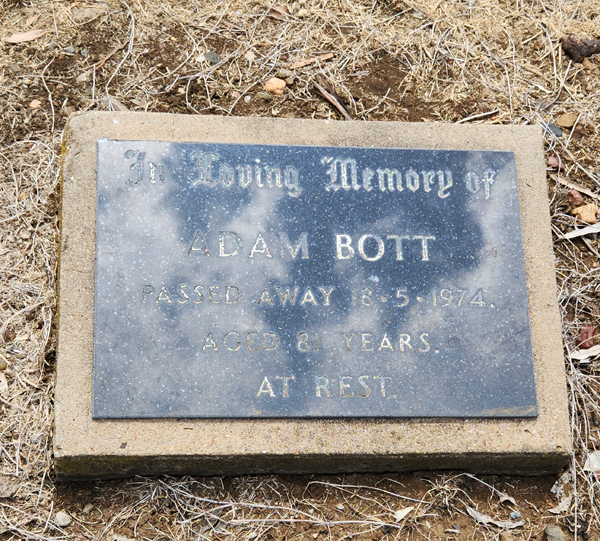 In Loving Memory of
ADAM BOTT
PASSED AWAY 18-5-1974.
AGED 81 YEARS.
AT REST.